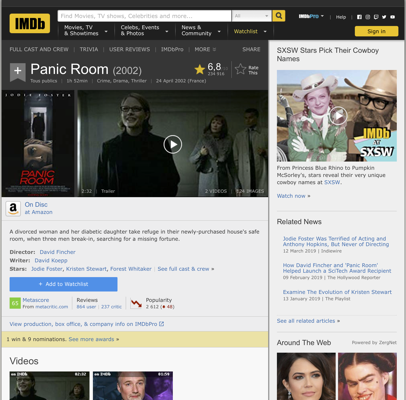 IMDb
Find Movies, TV shows, Celebrities and more...
All
IMDbPro
Help
Movies, TV & Showtimes
Celebs, Events & Photos
News & Community
Watchlist
Sign in
FULL CAST AND CREW | TRIVIA | USER REVIEWS | IMDbPro | MORE
SHARE
Panic Room (2002)
6,8
Rate This
Tous publics | 1h 52min | Crime, Drama, Thriller | 24 April 2002 (France)
JODIE FOSTER
PANIC ROOM
2:32 | Trailer
2 VIDEOS
On Disc
at Amazon
A divorced woman and her diabetic daughter take refuge in their newly-purchased house's safe room, when three men break-in, searching for a missing fortune.
Director: David Fincher
Writer: David Koepp
Stars: Jodie Foster, Kristen Stewart, Forest Whitaker | See full cast & crew »
+ Add to Watchlist
65
Metascore
From metacritic.com
Reviews
864 user | 237 critic
Popularity
2 612 (48)
View production, box office, & company info on IMDbPro
1 win & 9 nominations. See more awards »
Videos
02:32
01:59
SXSW Stars Pick Their Cowboy Names
IMDb
AT
SXSW
From Princess Blue Rhino to Pumpkin McSorley's, stars reveal their very unique cowboy names at SXSW.
Watch now »
Related News
Jodie Foster Was Terrified of Acting and Anthony Hopkins, But Never of Directing
12 March 2019 | Indiewire
How David Fincher and 'Panic Room' Helped Launch a SciTech Award Recipient
09 February 2019 | The Hollywood Reporter
Examine The Evolution of Kristen Stewart
13 January 2019 | The Playlist
See all related articles »
Around The Web
Powered by ZergNet